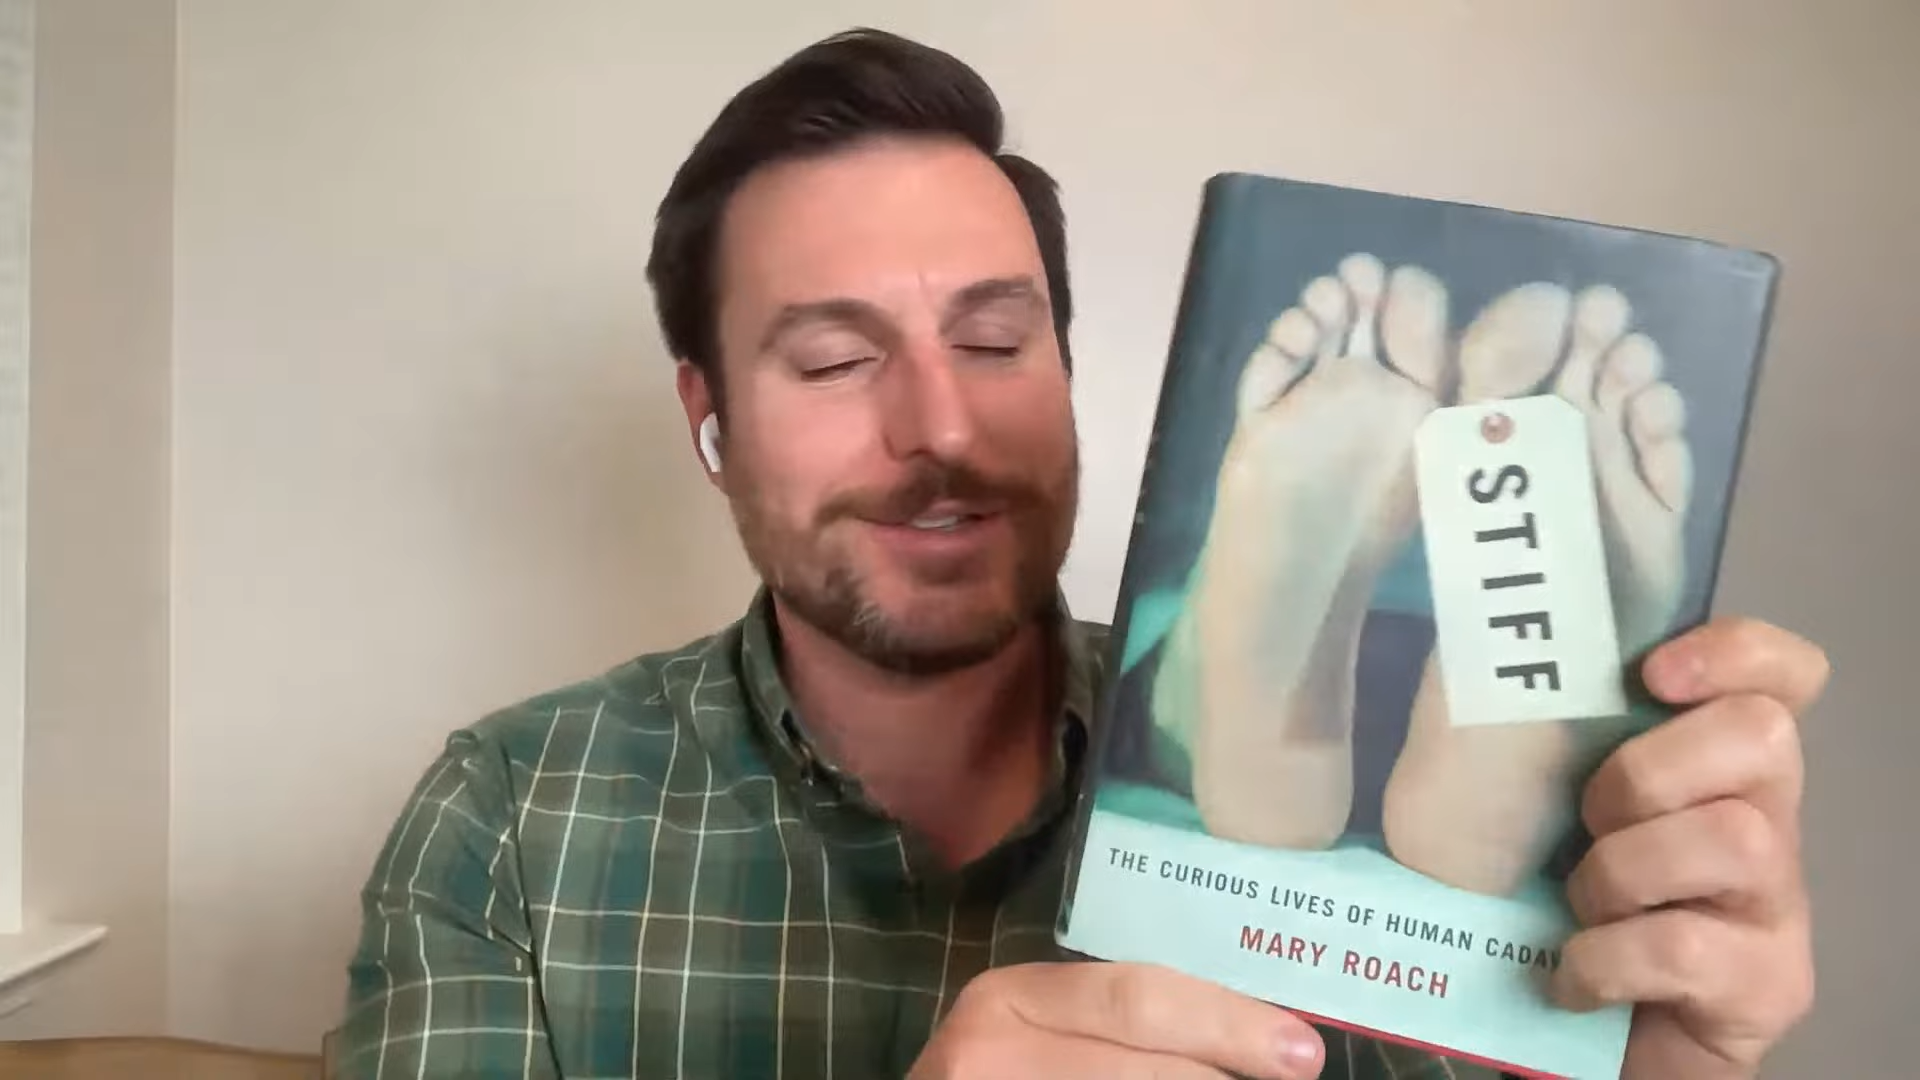 STIFF
THE CURIOUS LIVES OF HUMAN
MARY ROACH